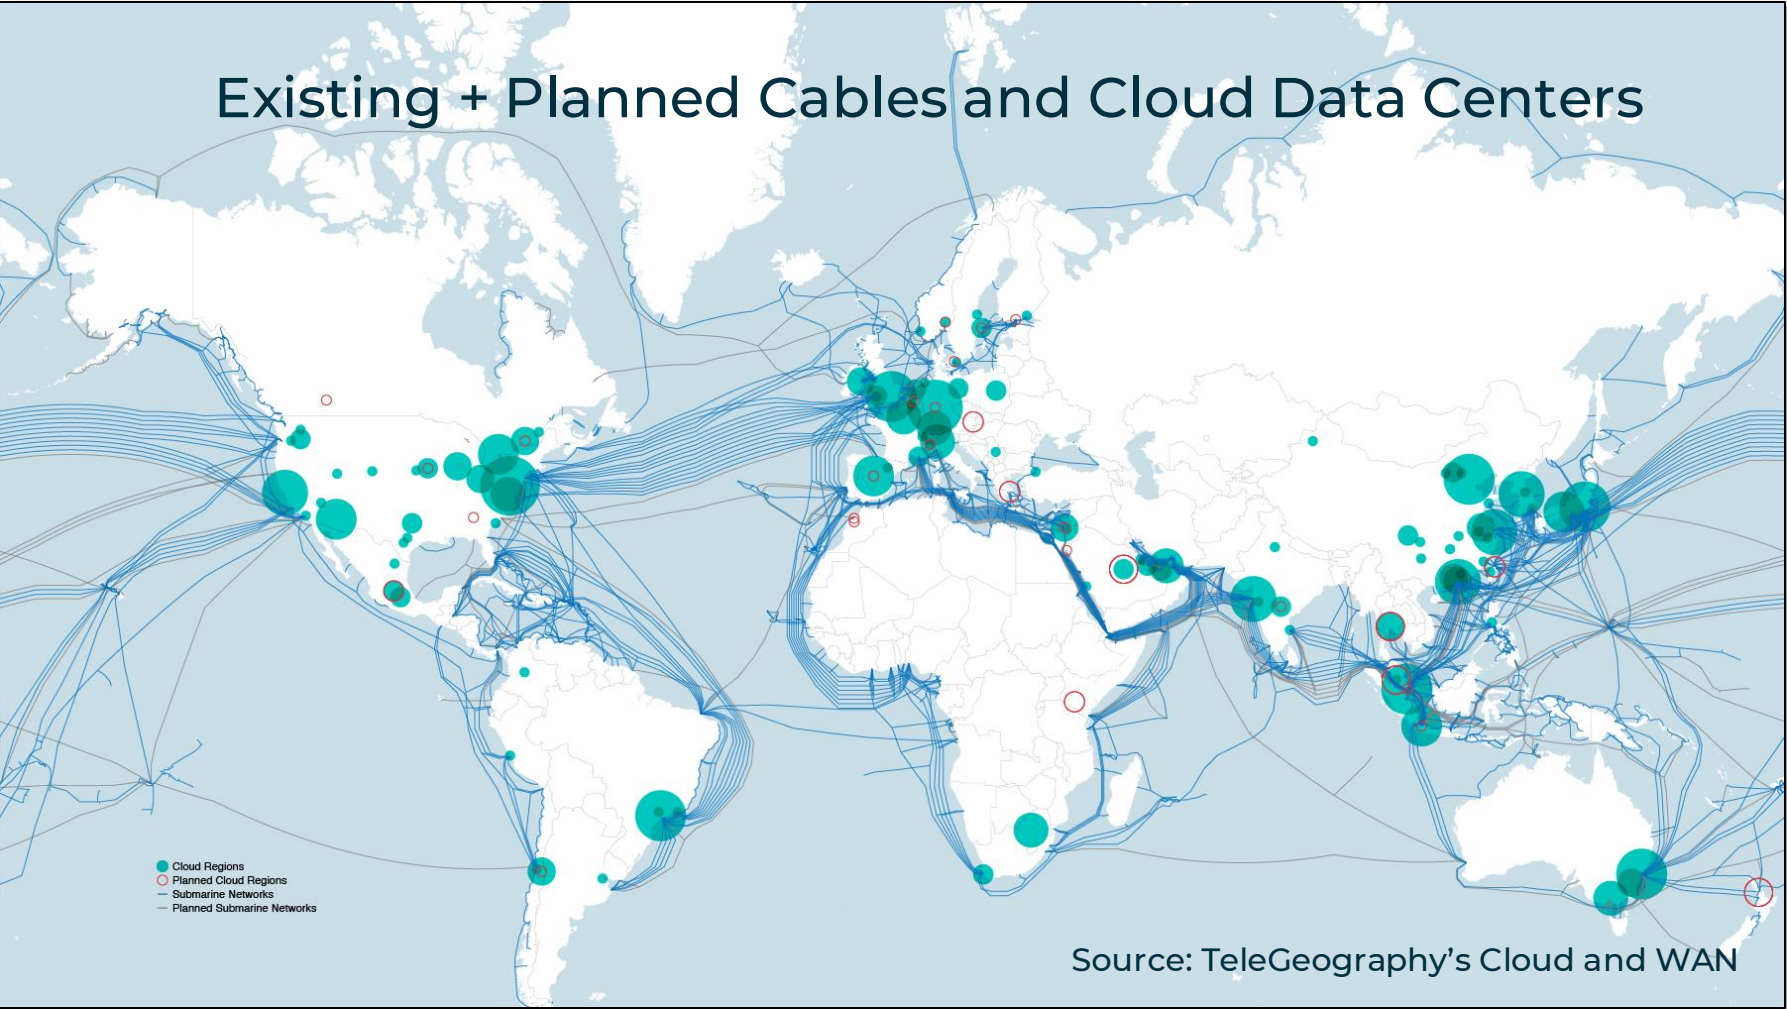 Existing + Planned Cables and Cloud Data Centers
Cloud Regions
Planned Cloud Regions
Submarine Networks
Planned Submarine Networks
Source: TeleGeography’s Cloud and WAN